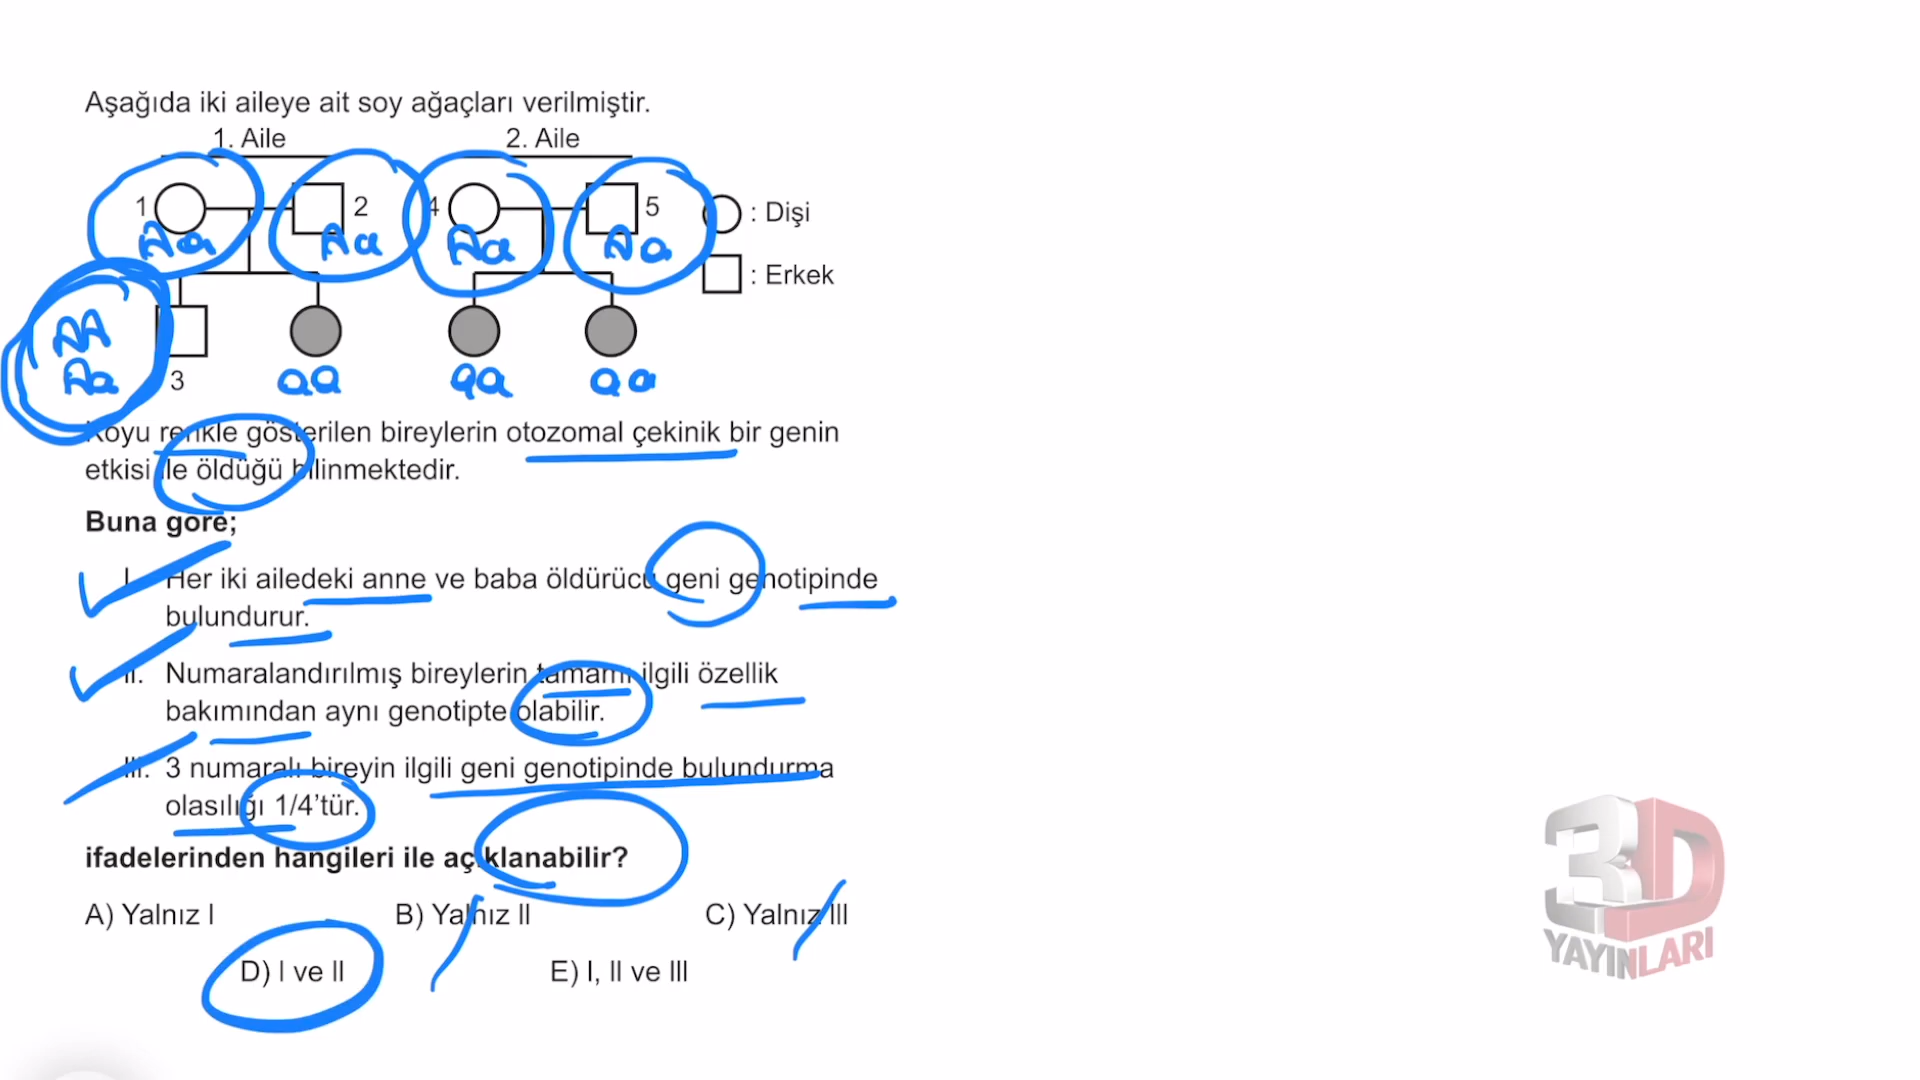 Aşağıda iki aileye ait soy ağaçları verilmiştir.
1. Aile 2. Aile
1 2 4 5 : Dişi
Aa Aa Aa Aa
: Erkek
AA
Aa 3 aa aa aa
Koyu renkle gösterilen bireylerin otozomal çekinik bir genin
etkisi ile öldüğü bilinmektedir.
Buna göre;
I. Her iki ailedeki anne ve baba öldürücü geni genotipinde
bulundurur.
II. Numaralandırılmış bireylerin tamamı ilgili özellik
bakımından aynı genotipte olabilir.
III. 3 numaralı bireyin ilgili geni genotipinde bulundurma
olasılığı 1/4’tür.
ifadelerinden hangileri ile açıklanabilir?
A) Yalnız I B) Yalnız II C) Yalnız III
D) I ve II E) I, II ve III
3D
YAYINLARI